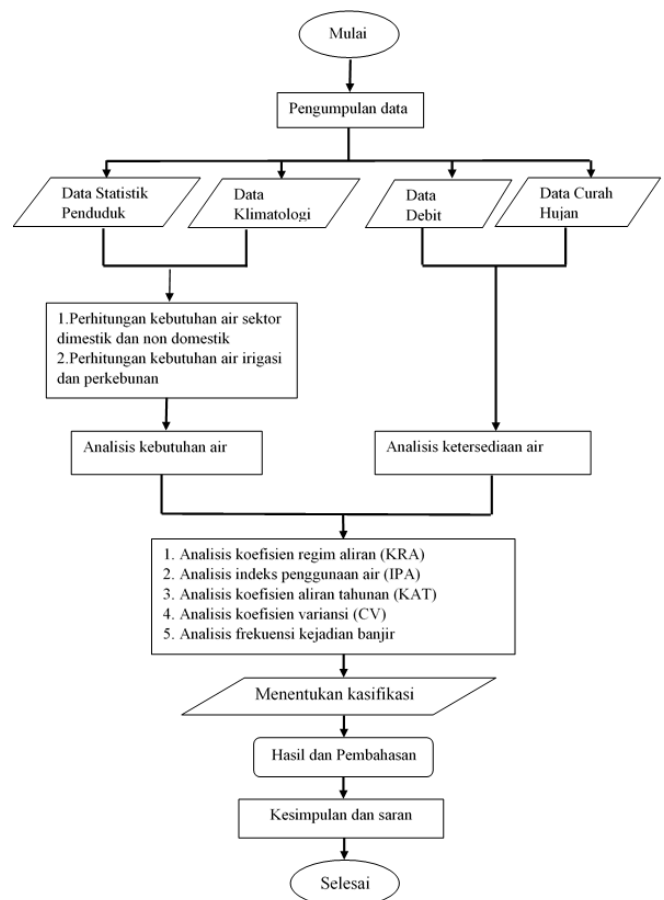 Mulai
Pengumpulan data
Data Statistik
Penduduk
Data
Klimatologi
Data
Debit
Data Curah
Hujan
1.Perhitungan kebutuhan air sektor
dimestik dan non domestik
2.Perhitungan kebutuhan air irigasi
dan perkebunan
Analisis kebutuhan air
Analisis ketersediaan air
1. Analisis koefisien regim aliran (KRA)
2. Analisis indeks penggunaan air (IPA)
3. Analisis koefisien aliran tahunan (KAT)
4. Analisis koefisien variansi (CV)
5. Analisis frekuensi kejadian banjir
Menentukan kasifikasi
Hasil dan Pembahasan
Kesimpulan dan saran
Selesai